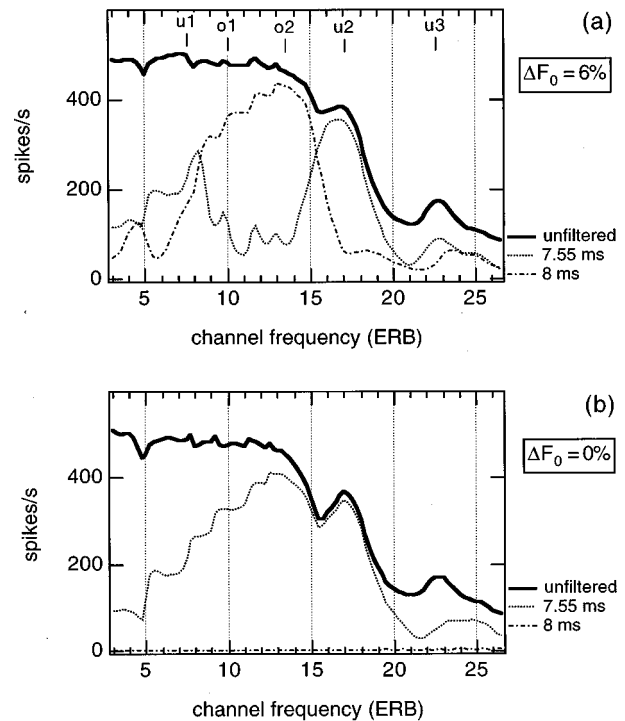 u1 o1 o2 u2 u3
(a)
ΔF₀ = 6%
400
200
0
spikes/s
5 10 15 20 25
channel frequency (ERB)
unfiltered
7.55 ms
8 ms
(b)
ΔF₀ = 0%
400
200
0
spikes/s
5 10 15 20 25
channel frequency (ERB)
unfiltered
7.55 ms
8 ms